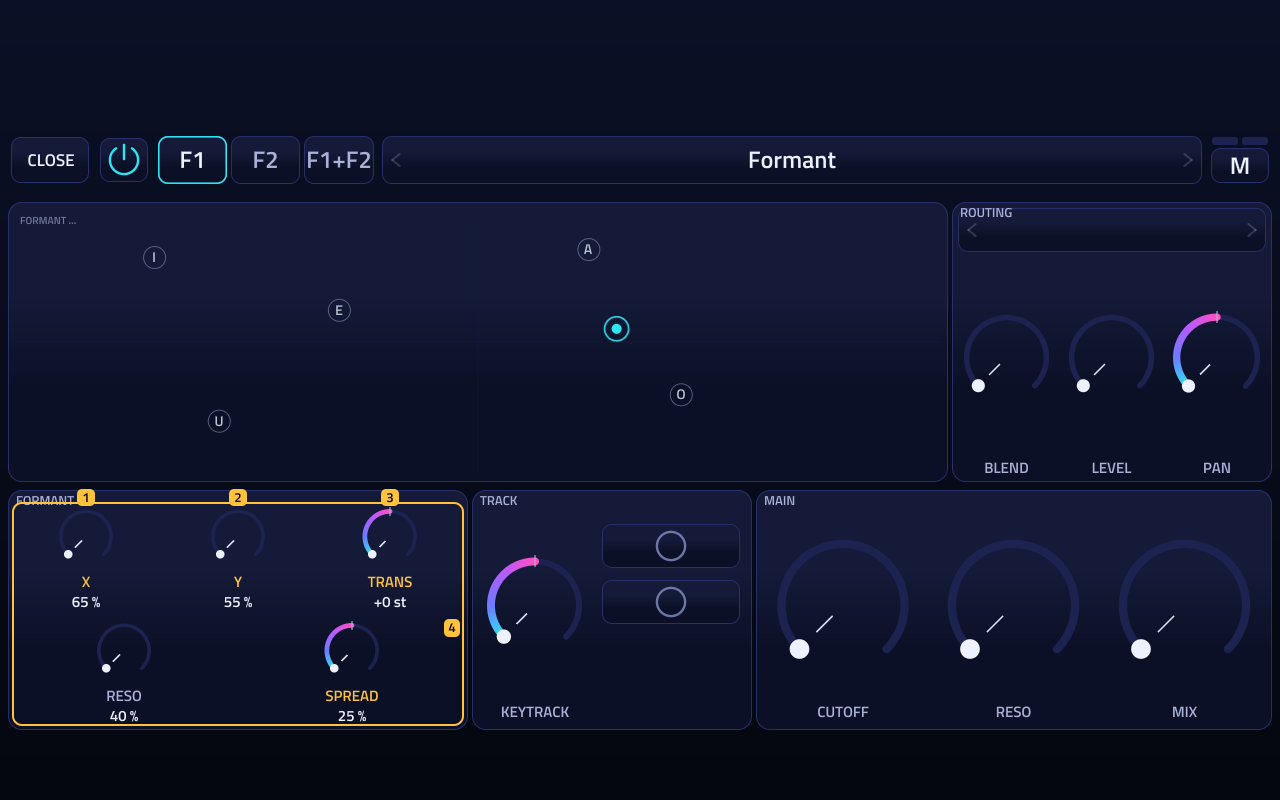 CLOSE
F1
F2
F1+F2
Formant
M
FORMANT ...
I
A
E
O
U
ROUTING
BLEND
LEVEL
PAN
FORMANT
1
2
3
X
Y
TRANS
65 %
55 %
+0 st
4
RESO
SPREAD
40 %
25 %
TRACK
KEYTRACK
MAIN
CUTOFF
RESO
MIX